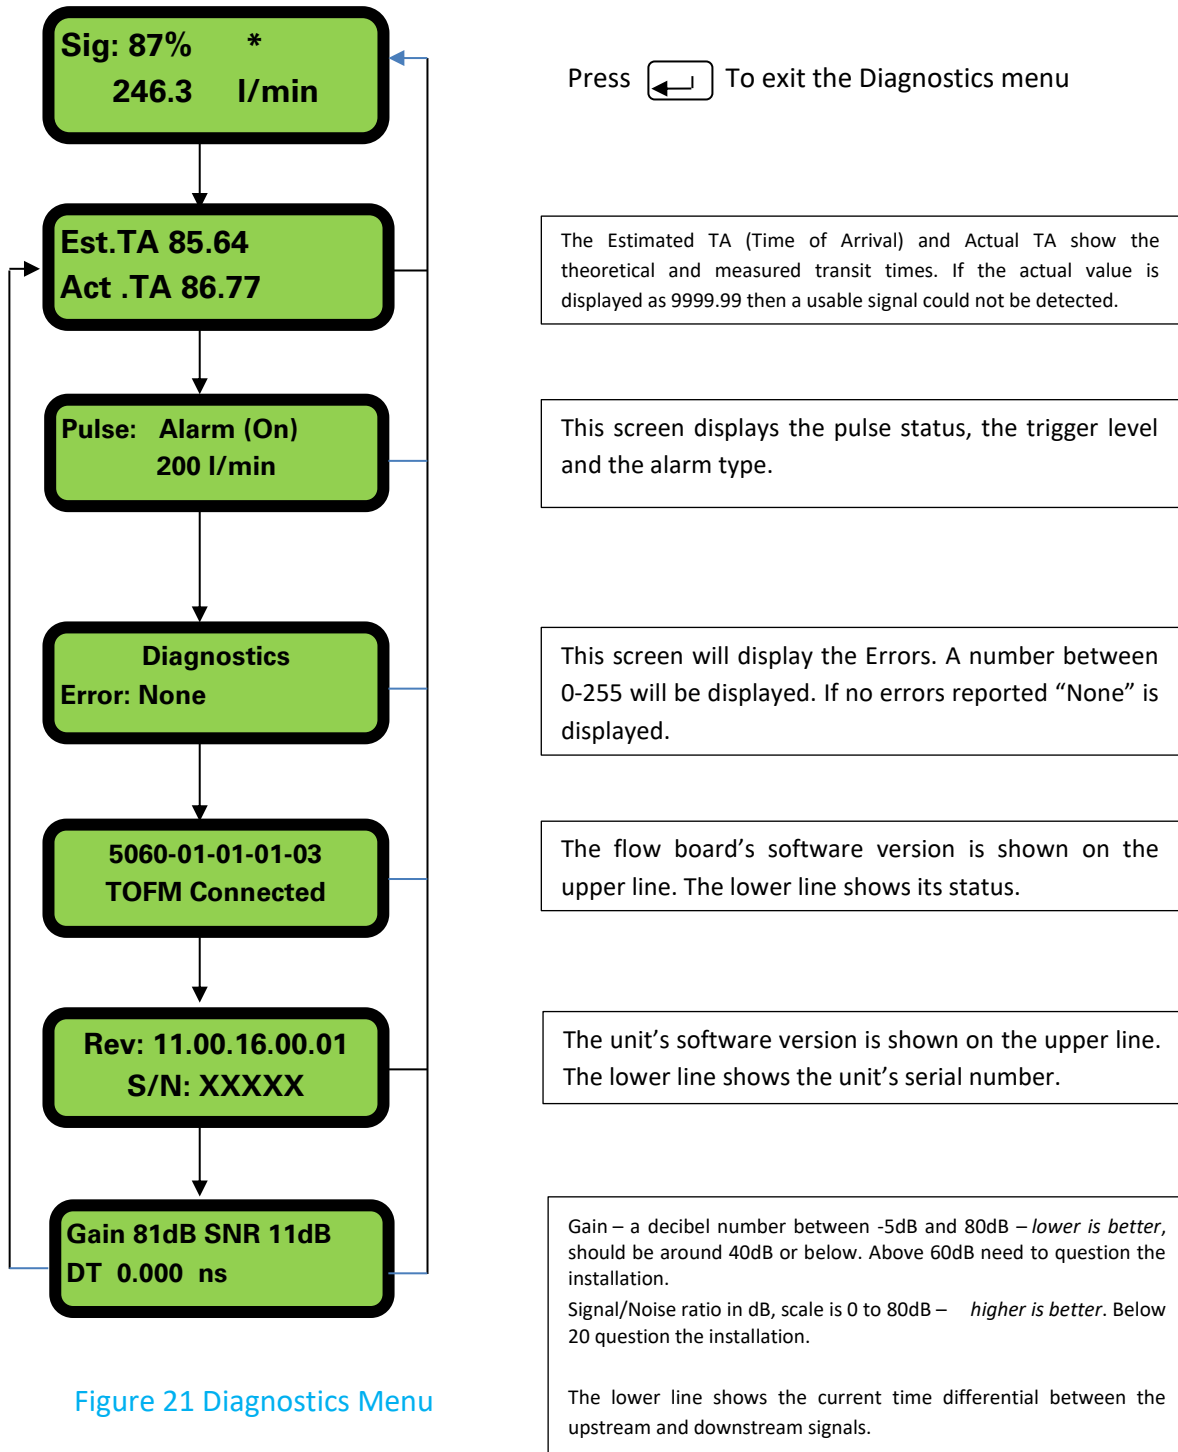 Sig: 87% *
246.3 l/min
Press To exit the Diagnostics menu
Est.TA 85.64
Act .TA 86.77
The Estimated TA (Time of Arrival) and Actual TA show the
theoretical and measured transit times. If the actual value is
displayed as 9999.99 then a usable signal could not be detected.
Pulse: Alarm (On)
200 l/min
This screen displays the pulse status, the trigger level
and the alarm type.
Diagnostics
Error: None
This screen will display the Errors. A number between
0-255 will be displayed. If no errors reported “None” is
displayed.
5060-01-01-01-03
TOFM Connected
The flow board’s software version is shown on the
upper line. The lower line shows its status.
Rev: 11.00.16.00.01
S/N: XXXXX
The unit’s software version is shown on the upper line.
The lower line shows the unit’s serial number.
Gain 81dB SNR 11dB
DT 0.000 ns
Gain – a decibel number between -5dB and 80dB – lower is better,
should be around 40dB or below. Above 60dB need to question the
installation.
Signal/Noise ratio in dB, scale is 0 to 80dB – higher is better. Below
20 question the installation.
The lower line shows the current time differential between the
upstream and downstream signals.
Figure 21 Diagnostics Menu